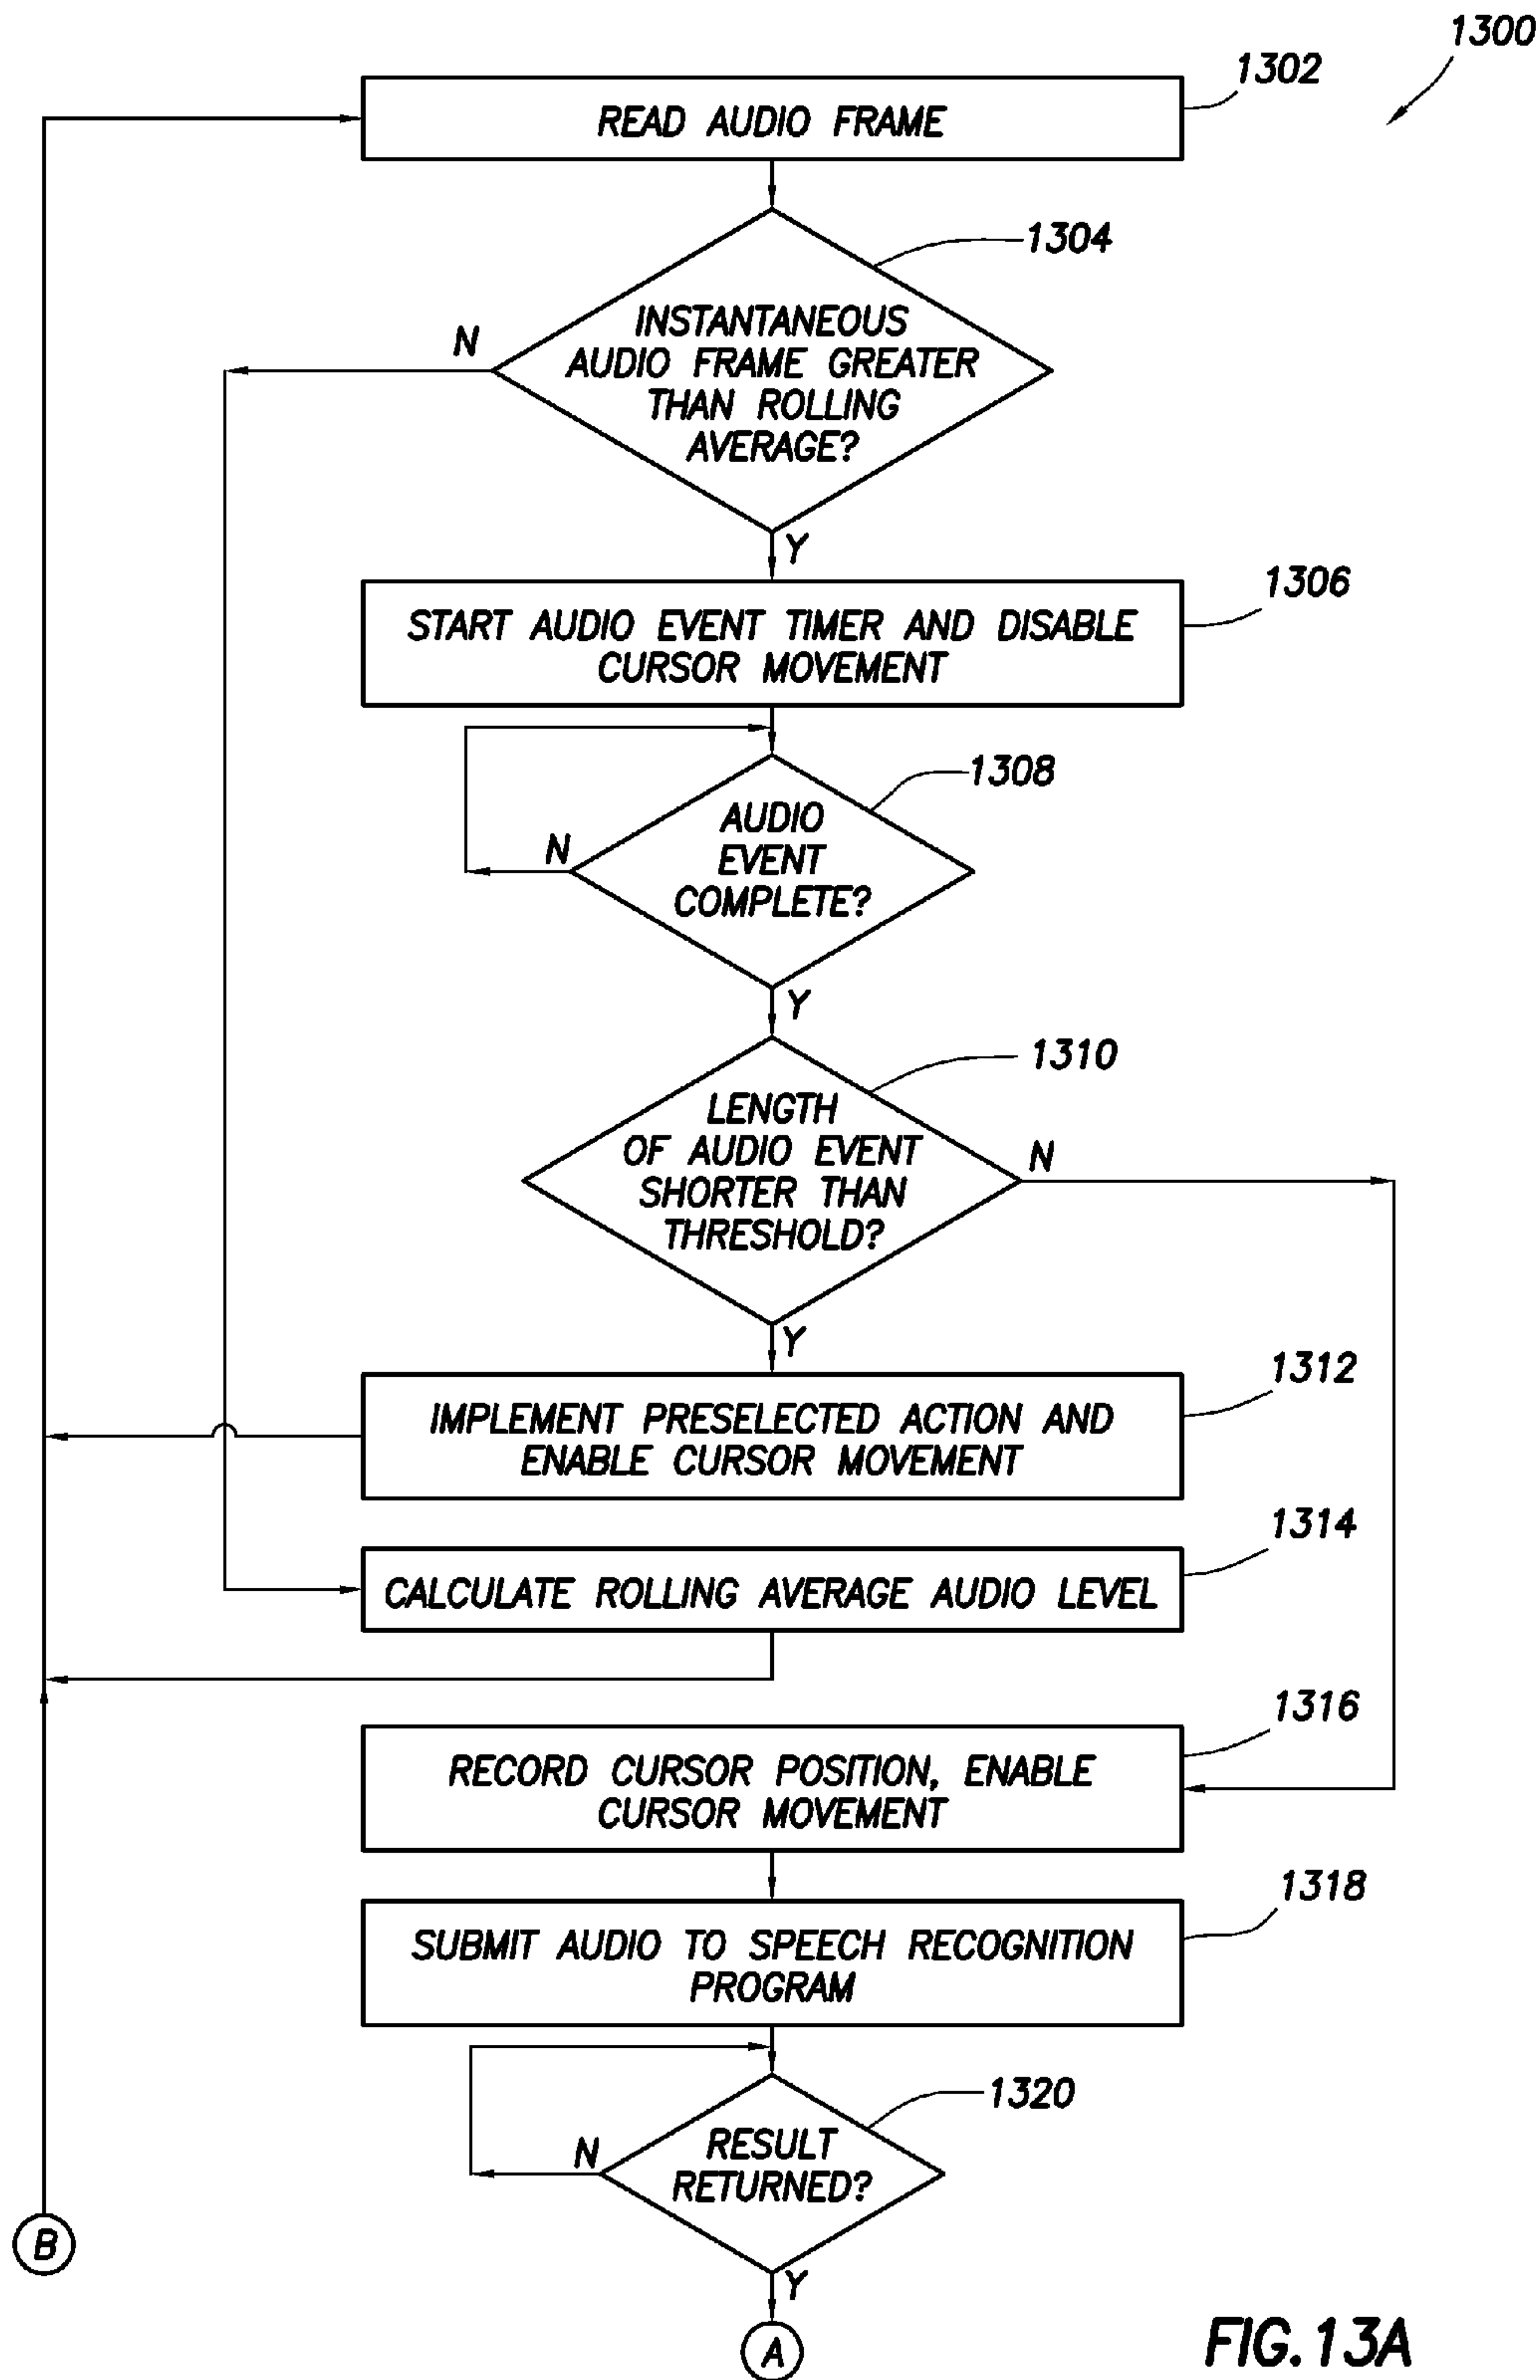 1300
1302
READ AUDIO FRAME
1304
INSTANTANEOUS
AUDIO FRAME GREATER
THAN ROLLING
AVERAGE?
N
Y
1306
START AUDIO EVENT TIMER AND DISABLE
CURSOR MOVEMENT
1308
AUDIO
EVENT
COMPLETE?
N
Y
1310
LENGTH
OF AUDIO EVENT
SHORTER THAN
THRESHOLD?
N
Y
1312
IMPLEMENT PRESELECTED ACTION AND
ENABLE CURSOR MOVEMENT
1314
CALCULATE ROLLING AVERAGE AUDIO LEVEL
1316
RECORD CURSOR POSITION, ENABLE
CURSOR MOVEMENT
1318
SUBMIT AUDIO TO SPEECH RECOGNITION
PROGRAM
1320
RESULT
RETURNED?
N
Y
B
A
FIG.13A